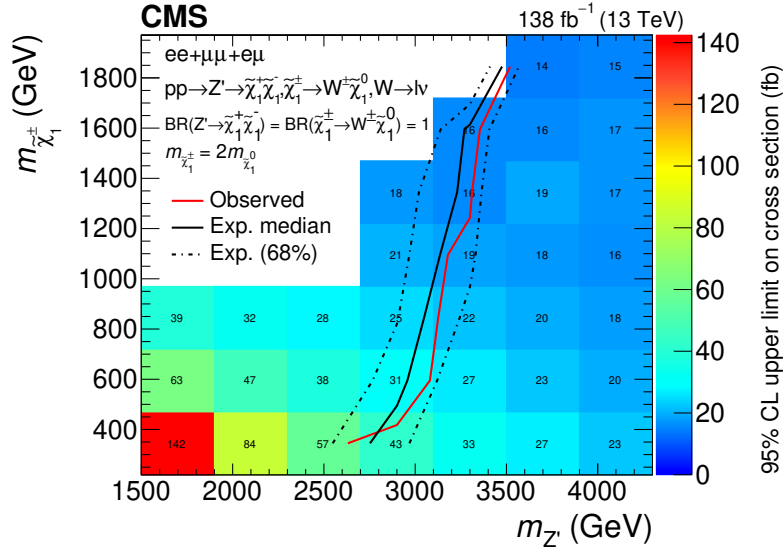 CMS
138 fb⁻¹ (13 TeV)
ee+μμ+eμ
pp→Z'→χ̃₁⁺χ̃₁⁻,χ̃₁±→W±χ̃₁⁰,W→lν
BR(Z'→χ̃₁⁺χ̃₁⁻) = BR(χ̃₁±→W±χ̃₁⁰) = 1
m_χ̃₁± = 2m_χ̃₁⁰
Observed
Exp. median
Exp. (68%)
m_χ̃₁± (GeV)
1800
1600
1400
1200
1000
800
600
400
14 15
16 16 17
18 16 19 17
21 19 18 16
39 32 28 25 22 20 18
63 47 38 31 27 23 20
142 84 57 43 33 27 23
1500 2000 2500 3000 3500 4000
m_Z' (GeV)
140
120
100
80
60
40
20
0
95% CL upper limit on cross section (fb)